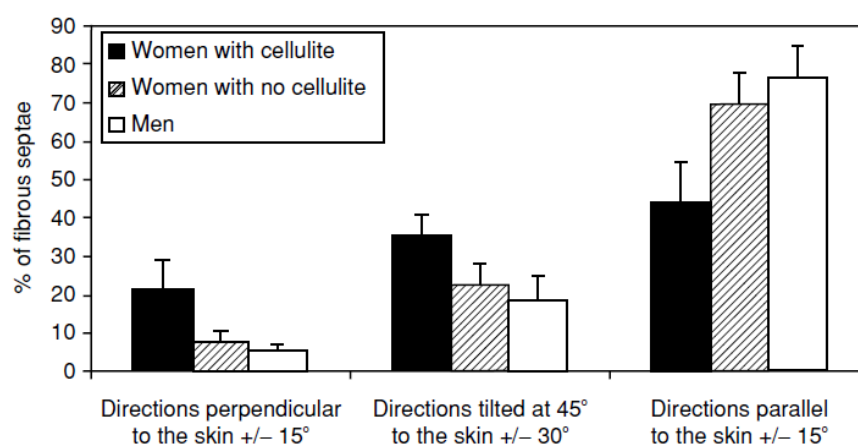 % of fibrous septae
90
80
70
60
50
40
30
20
10
0
Women with cellulite
Women with no cellulite
Men
Directions perpendicular
to the skin +/– 15°
Directions tilted at 45°
to the skin +/– 30°
Directions parallel
to the skin +/– 15°